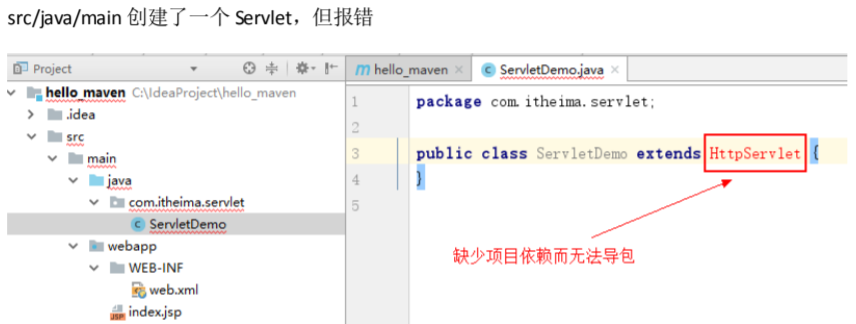 src/java/main 创建了一个 Servlet，但报错
Project
hello_maven C:\IdeaProject\hello_maven
.idea
src
main
java
com.itheima.servlet
ServletDemo
webapp
WEB-INF
web.xml
index.jsp
hello_maven
ServletDemo.java
1 package com.itheima.servlet;
2
3 public class ServletDemo extends HttpServlet {
4 }
5
缺少项目依赖而无法导包